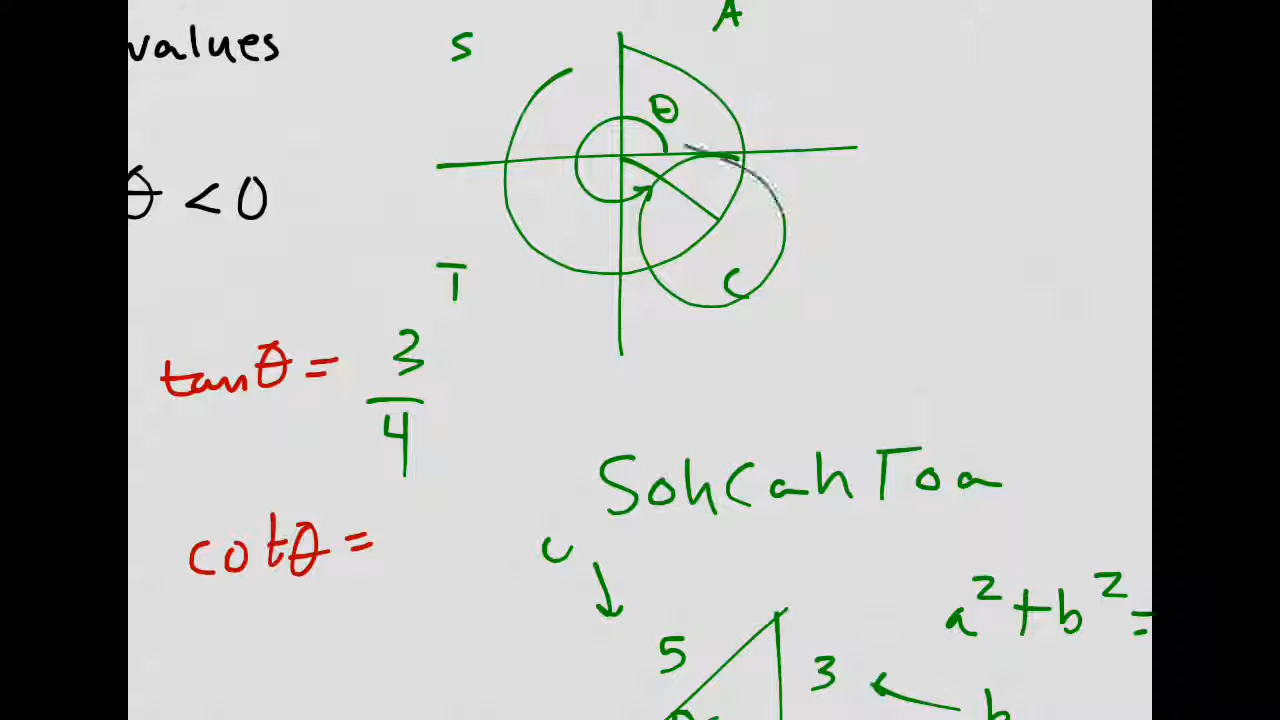 values
A
S
θ
θ < 0
T
C
tanθ = 3/4
SohCahToa
cotθ =
a² + b² =
5
3
b